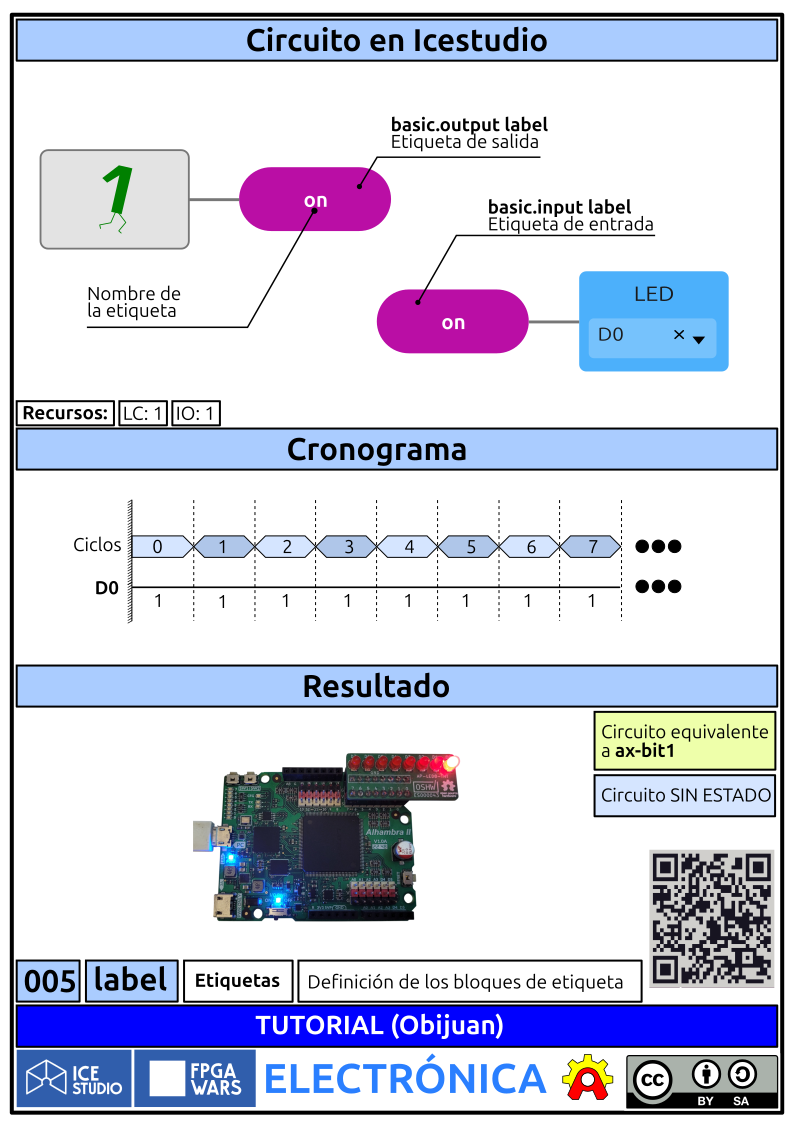 Circuito en Icestudio
basic.output label
Etiqueta de salida
1
on
basic.input label
Etiqueta de entrada
Nombre de
la etiqueta
on
LED
D0 × 
Recursos: LC: 1 IO: 1
Cronograma
Ciclos 0 1 2 3 4 5 6 7
D0
1 1 1 1 1 1 1 1
Resultado
Circuito equivalente
a ax-bit1
Circuito SIN ESTADO
Alhambra II
005 label Etiquetas Definición de los bloques de etiqueta
TUTORIAL (Obijuan)
ICE
STUDIO
FPGA
WARS
ELECTRÓNICA
cc
BY SA